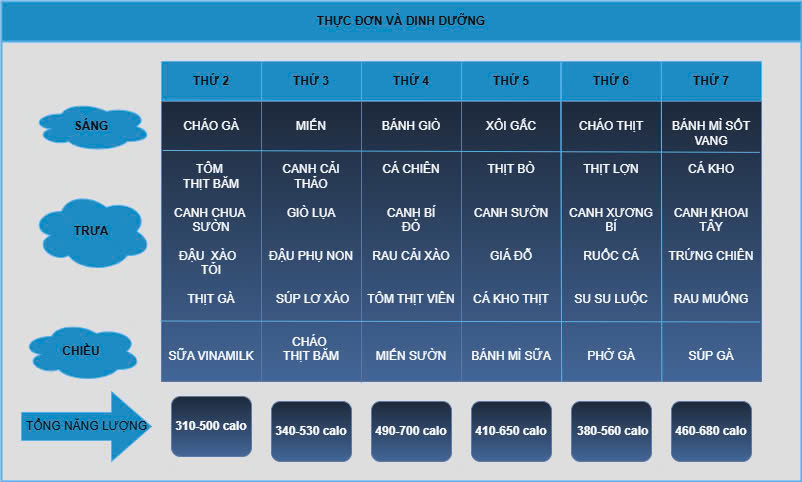 THỰC ĐƠN VÀ DINH DƯỠNG
THỨ 2 THỨ 3 THỨ 4 THỨ 5 THỨ 6 THỨ 7
SÁNG CHÁO GÀ MIẾN BÁNH GIÒ XÔI GẤC CHÁO THỊT BÁNH MÌ SỐT
VANG
TÔM CANH CẢI CÁ CHIÊN THỊT BÒ THỊT LỢN CÁ KHO
THỊT BĂM THẢO
TRƯA
CANH CHUA GIÒ LỤA CANH BÍ CANH SƯỜN CANH XƯƠNG CANH KHOAI
SƯỜN ĐỎ BÍ TÂY
ĐẬU XÀO ĐẬU PHỤ NON RAU CẢI XÀO GIÁ ĐỖ RUỐC CÁ TRỨNG CHIÊN
TỎI
THỊT GÀ SÚP LƠ XÀO TÔM THỊT VIÊN CÁ KHO THỊT SU SU LUỘC RAU MUỐNG
CHIỀU CHÁO
SỮA VINAMILK THỊT BĂM MIẾN SƯỜN BÁNH MÌ SỮA PHỞ GÀ SÚP GÀ
TỔNG NĂNG LƯỢNG 310-500 calo 340-530 calo 490-700 calo 410-650 calo 380-560 calo 460-680 calo